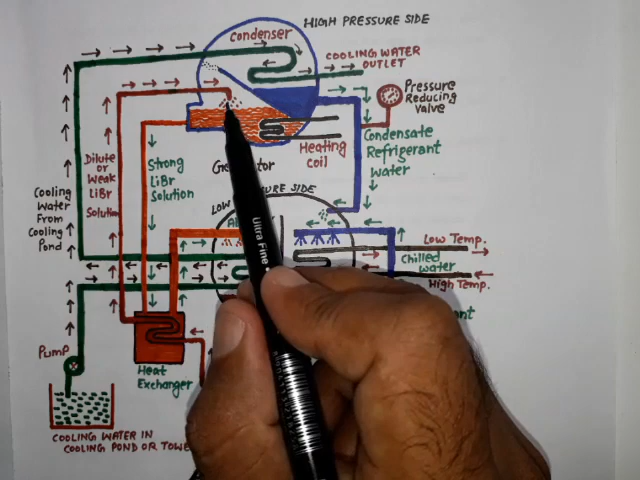 HIGH PRESSURE SIDE
Condenser
COOLING WATER
OUTLET
Pressure
Reducing
Valve
Condensate
Refrigerant
Water
Heating
coil
Dilute
or
Weak
LiBr
Solution
Strong
LiBr
Solution
Cooling
Water
From
Cooling
Pond
LOW
SIDE
Ultra Fine
Low Temp.
Chilled
water
High Temp.
PUMP
Heat
Exchanger
COOLING WATER IN
COOLING POND OR